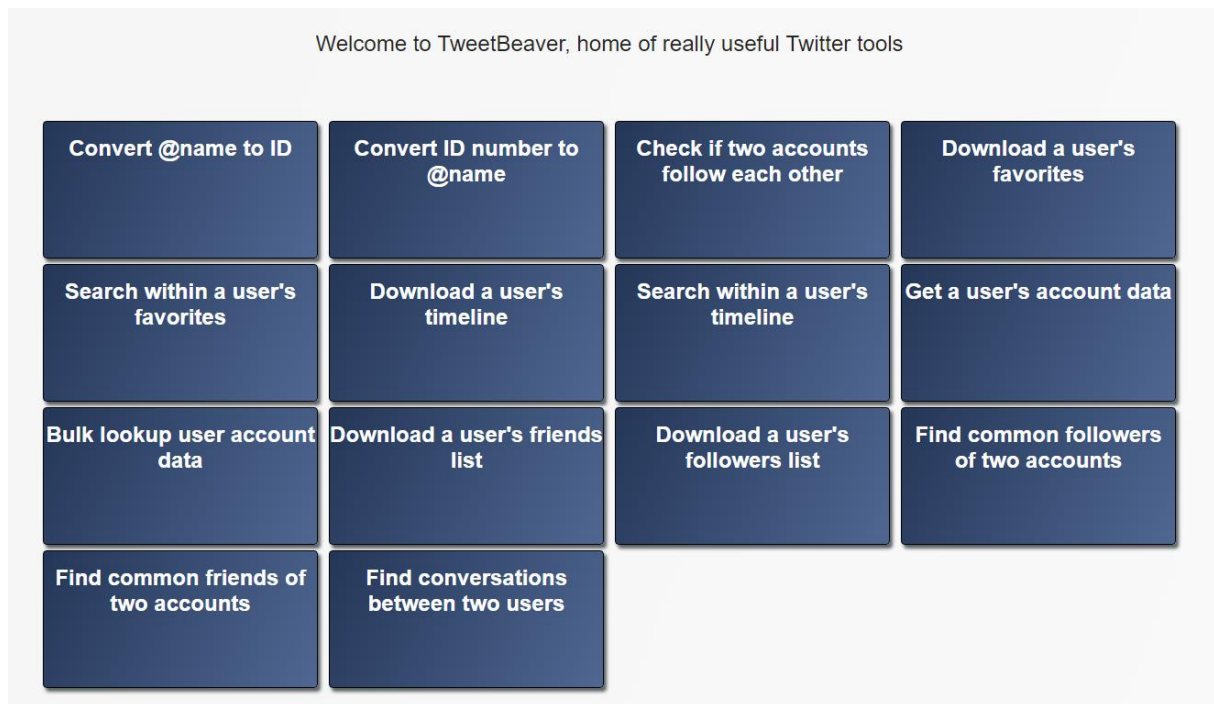 Welcome to TweetBeaver, home of really useful Twitter tools
Convert @name to ID
Convert ID number to
@name
Check if two accounts
follow each other
Download a user's
favorites
Search within a user's
favorites
Download a user's
timeline
Search within a user's
timeline
Get a user's account data
Bulk lookup user account
data
Download a user's friends
list
Download a user's
followers list
Find common followers
of two accounts
Find common friends of
two accounts
Find conversations
between two users